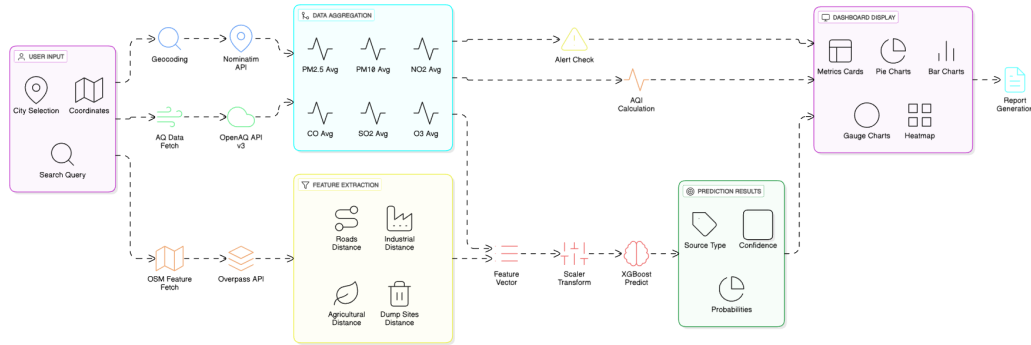 USER INPUT
City Selection
Coordinates
Search Query
Geocoding
Nominatim
API
AQ Data
Fetch
OpenAQ API
v3
OSM Feature
Fetch
Overpass API
DATA AGGREGATION
PM2.5 Avg
PM10 Avg
NO2 Avg
CO Avg
SO2 Avg
O3 Avg
FEATURE EXTRACTION
Roads
Distance
Industrial
Distance
Agricultural
Distance
Dump Sites
Distance
Alert Check
AQI
Calculation
Feature
Vector
Scaler
Transform
XGBoost
Predict
PREDICTION RESULTS
Source Type
Confidence
Probabilities
DASHBOARD DISPLAY
Metrics Cards
Pie Charts
Bar Charts
Gauge Charts
Heatmap
Report
Generation